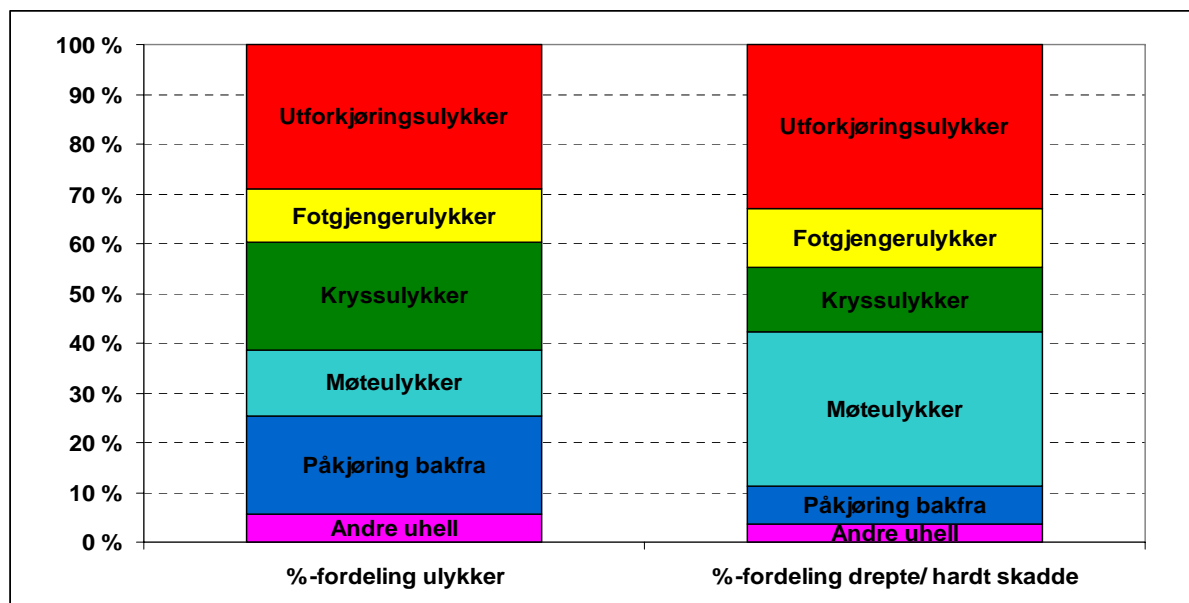 100 %
90 %
80 %
70 %
60 %
50 %
40 %
30 %
20 %
10 %
0 %
Utforkjøringsulykker
Fotgjengerulykker
Kryssulykker
Møteulykker
Påkjøring bakfra
Andre uhell
Utforkjøringsulykker
Fotgjengerulykker
Kryssulykker
Møteulykker
Påkjøring bakfra
Andre uhell
%-fordeling ulykker
%-fordeling drepte/ hardt skadde